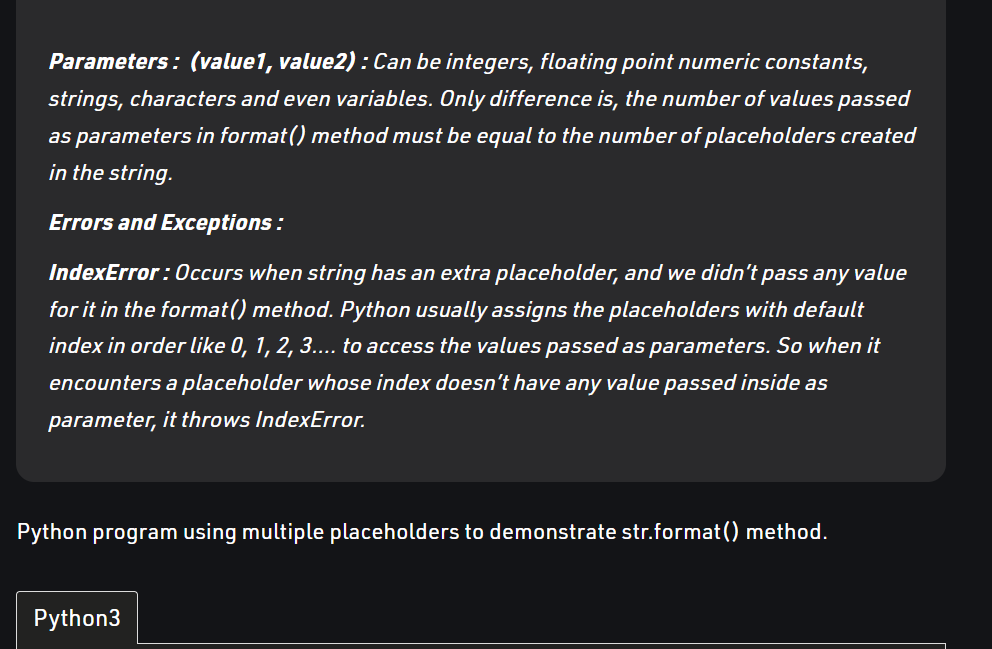 Parameters : (value1, value2) : Can be integers, floating point numeric constants,
strings, characters and even variables. Only difference is, the number of values passed
as parameters in format() method must be equal to the number of placeholders created
in the string.
Errors and Exceptions :
IndexError : Occurs when string has an extra placeholder, and we didn’t pass any value
for it in the format() method. Python usually assigns the placeholders with default
index in order like 0, 1, 2, 3…. to access the values passed as parameters. So when it
encounters a placeholder whose index doesn’t have any value passed inside as
parameter, it throws IndexError.
Python program using multiple placeholders to demonstrate str.format() method.
Python3